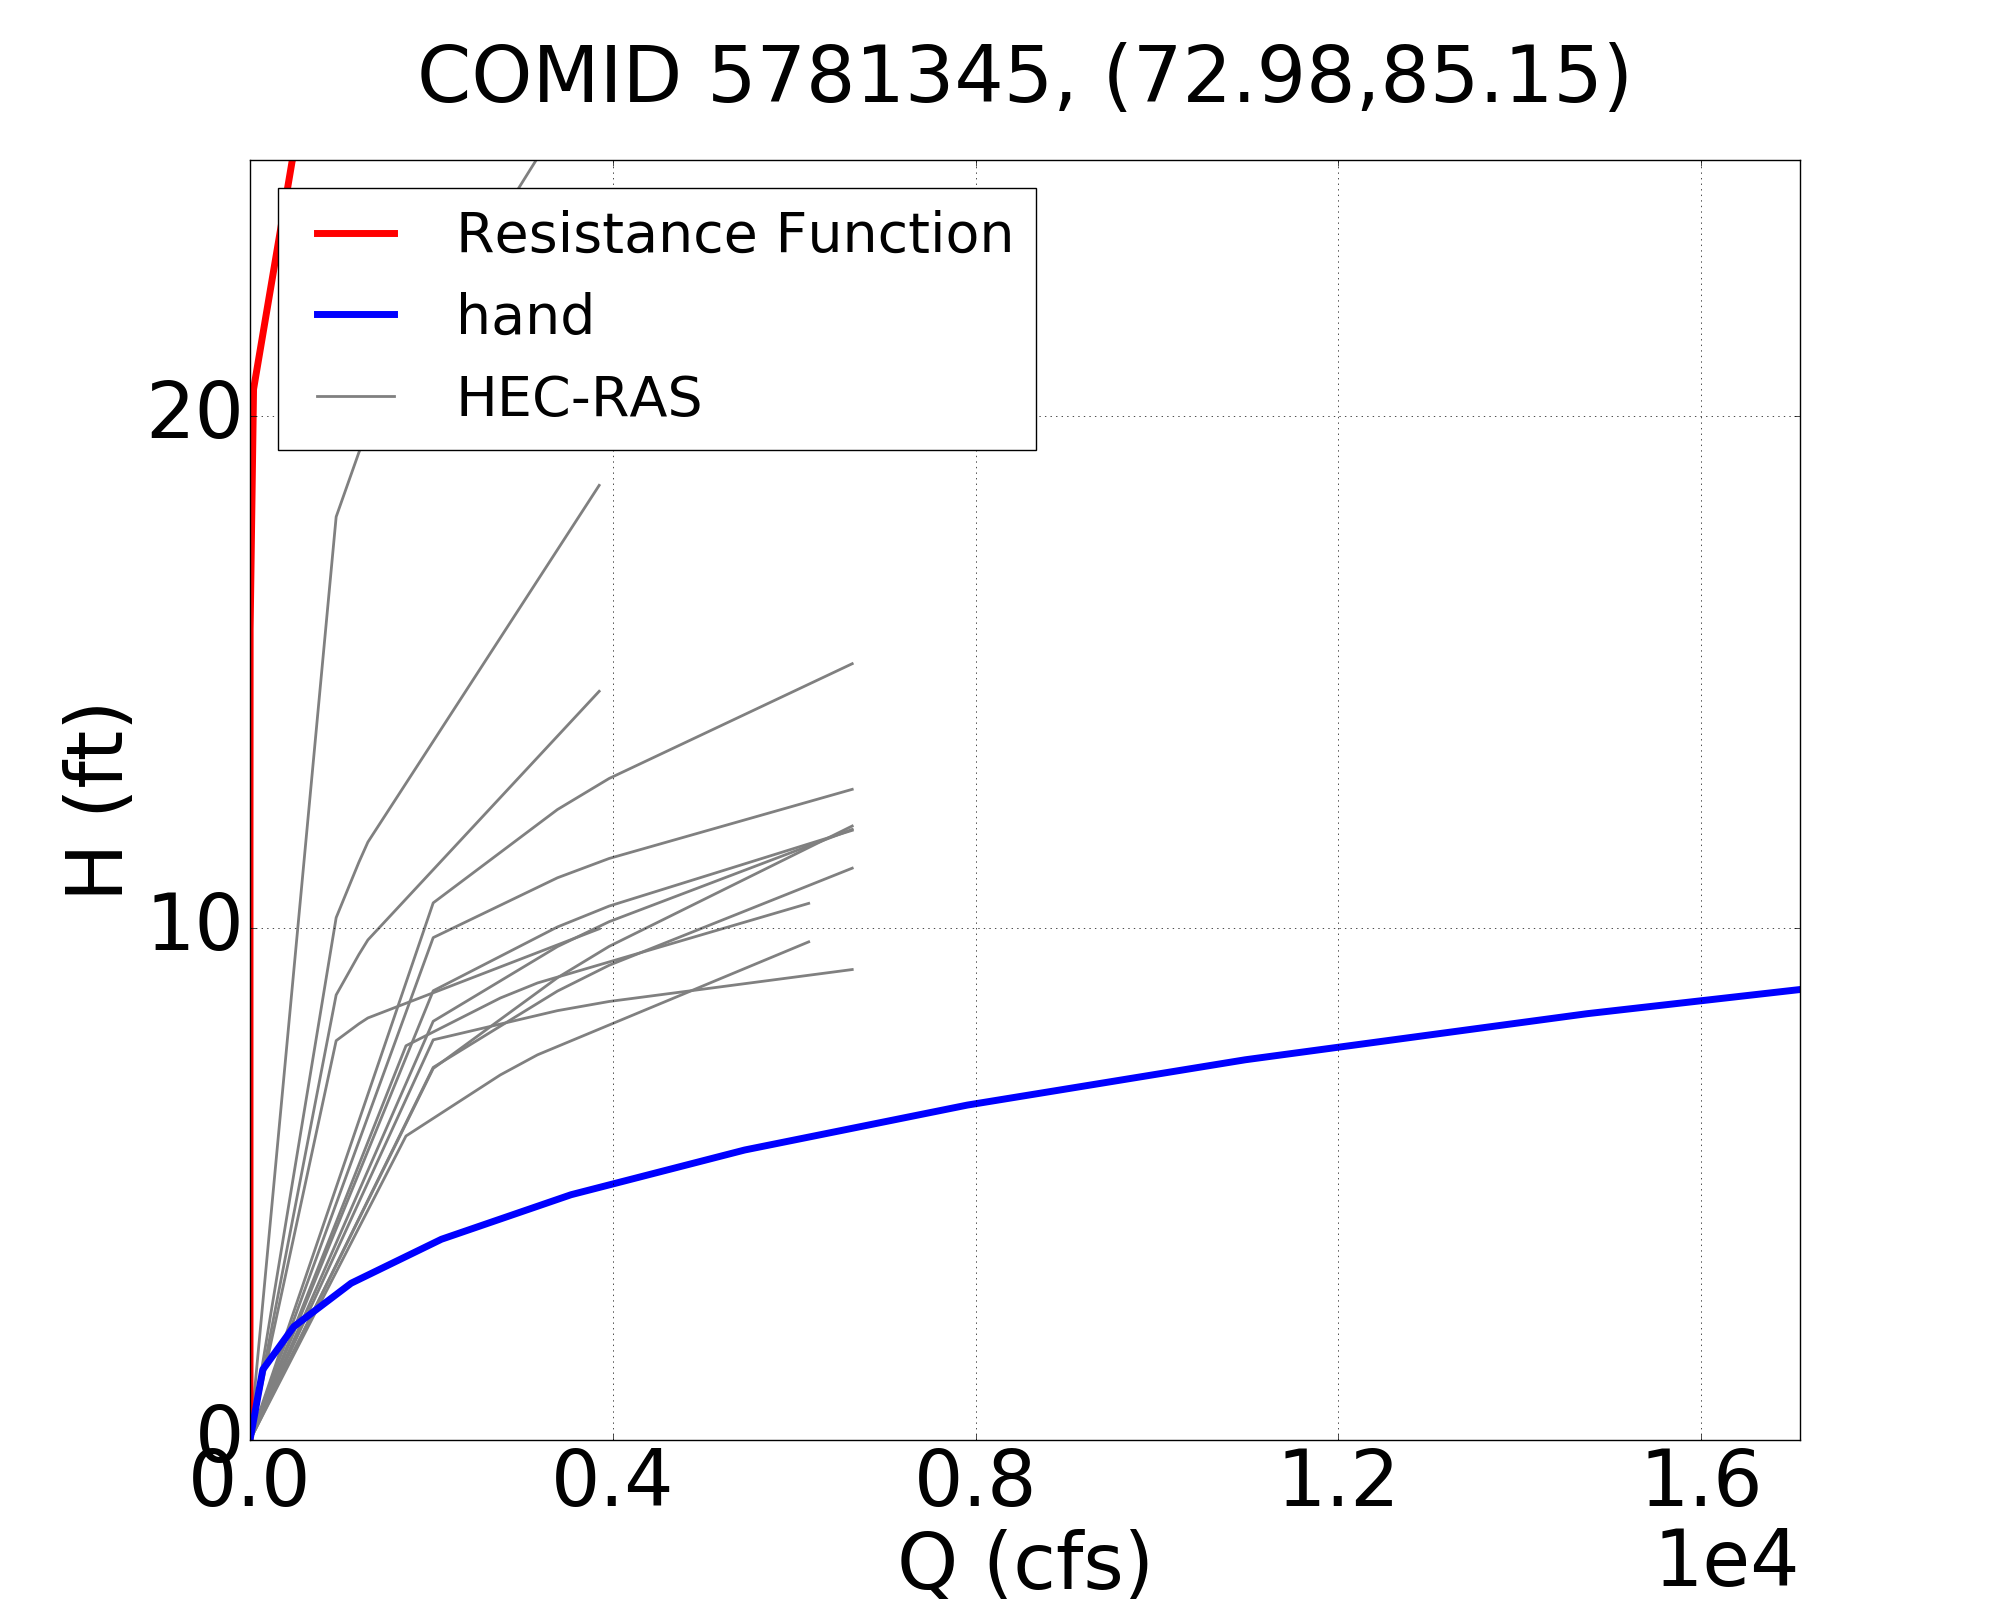 COMID 5781345, (72.98,85.15)
Resistance Function
hand
HEC-RAS
20
10
0
H (ft)
0.0 0.4 0.8 1.2 1.6
1e4
Q (cfs)